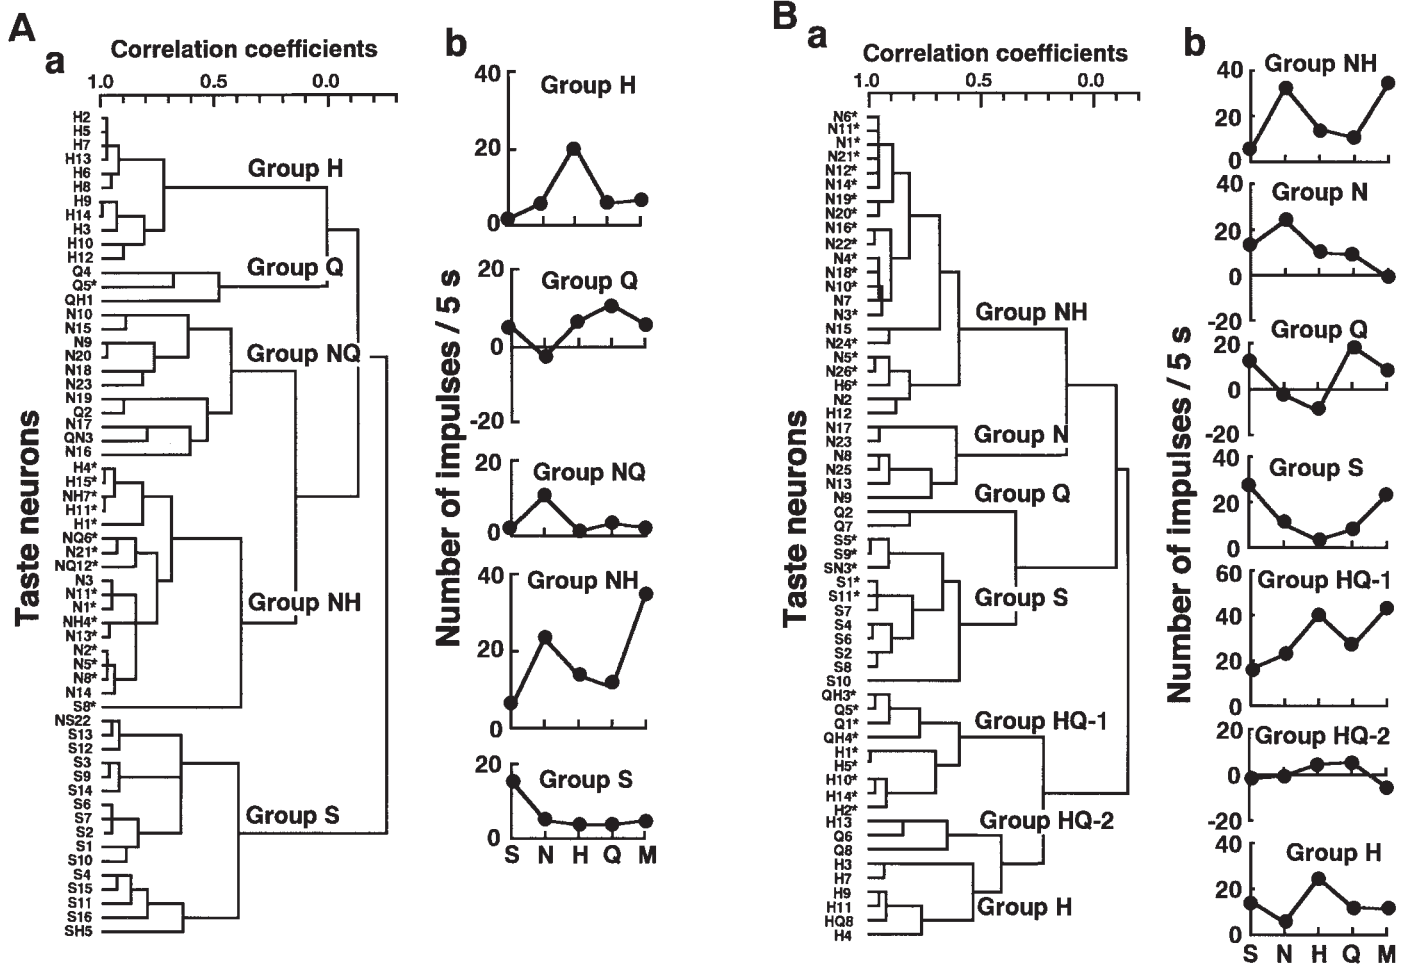 A
a
Correlation coefficients
1.0 0.5 0.0
Taste neurons
H2
H5
H7
H13
H6
H8
H9
H14
H3
H10
H12
Q4
Q5*
QH1
N10
N15
N9
N20
N18
N23
N19
Q2
N17
QN3
N16
H4*
H15*
NH7*
H11*
H1*
NQ6*
N21*
NQ12*
N3
N11*
N1*
NH4*
N13*
N2*
N5*
N8*
N14
S8*
NS22
S13
S12
S3
S9
S14
S6
S7
S2
S1
S10
S4
S15
S11
S16
SH5
Group H
Group Q
Group NQ
Group NH
Group S
b
Number of impulses / 5 s
Group H
40
20
0
Group Q
20
0
-20
Group NQ
20
0
Group NH
40
20
0
Group S
20
0
S N H Q M
B
a
Correlation coefficients
1.0 0.5 0.0
Taste neurons
N6*
N11*
N1*
N21*
N12*
N14*
N19*
N20*
N16*
N22*
N4*
N18*
N10*
N7
N3*
N15
N24*
N5*
N26*
H6*
N2
H12
N17
N23
N8
N25
N13
N9
Q2
Q7
S5*
S9*
SN3*
S1*
S11*
S7
S4
S6
S2
S8
S10
QH3*
Q5*
Q1*
QH4*
H1*
H5*
H10*
H14*
H2*
H13
Q6
Q8
H3
H7
H9
H11
HQ8
H4
Group NH
Group N
Group Q
Group S
Group HQ-1
Group HQ-2
Group H
b
Number of impulses / 5 s
Group NH
40
20
0
Group N
40
20
0
-20
Group Q
20
0
-20
Group S
40
20
0
Group HQ-1
60
40
20
0
Group HQ-2
20
0
-20
Group H
40
20
0
S N H Q M